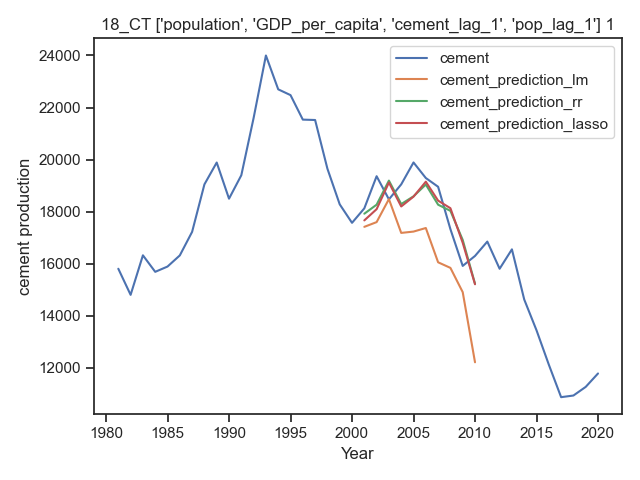 18_CT ['population', 'GDP_per_capita', 'cement_lag_1', 'pop_lag_1'] 1
cement
cement_prediction_lm
cement_prediction_rr
cement_prediction_lasso
cement production
24000
22000
20000
18000
16000
14000
12000
1980 1985 1990 1995 2000 2005 2010 2015 2020
Year